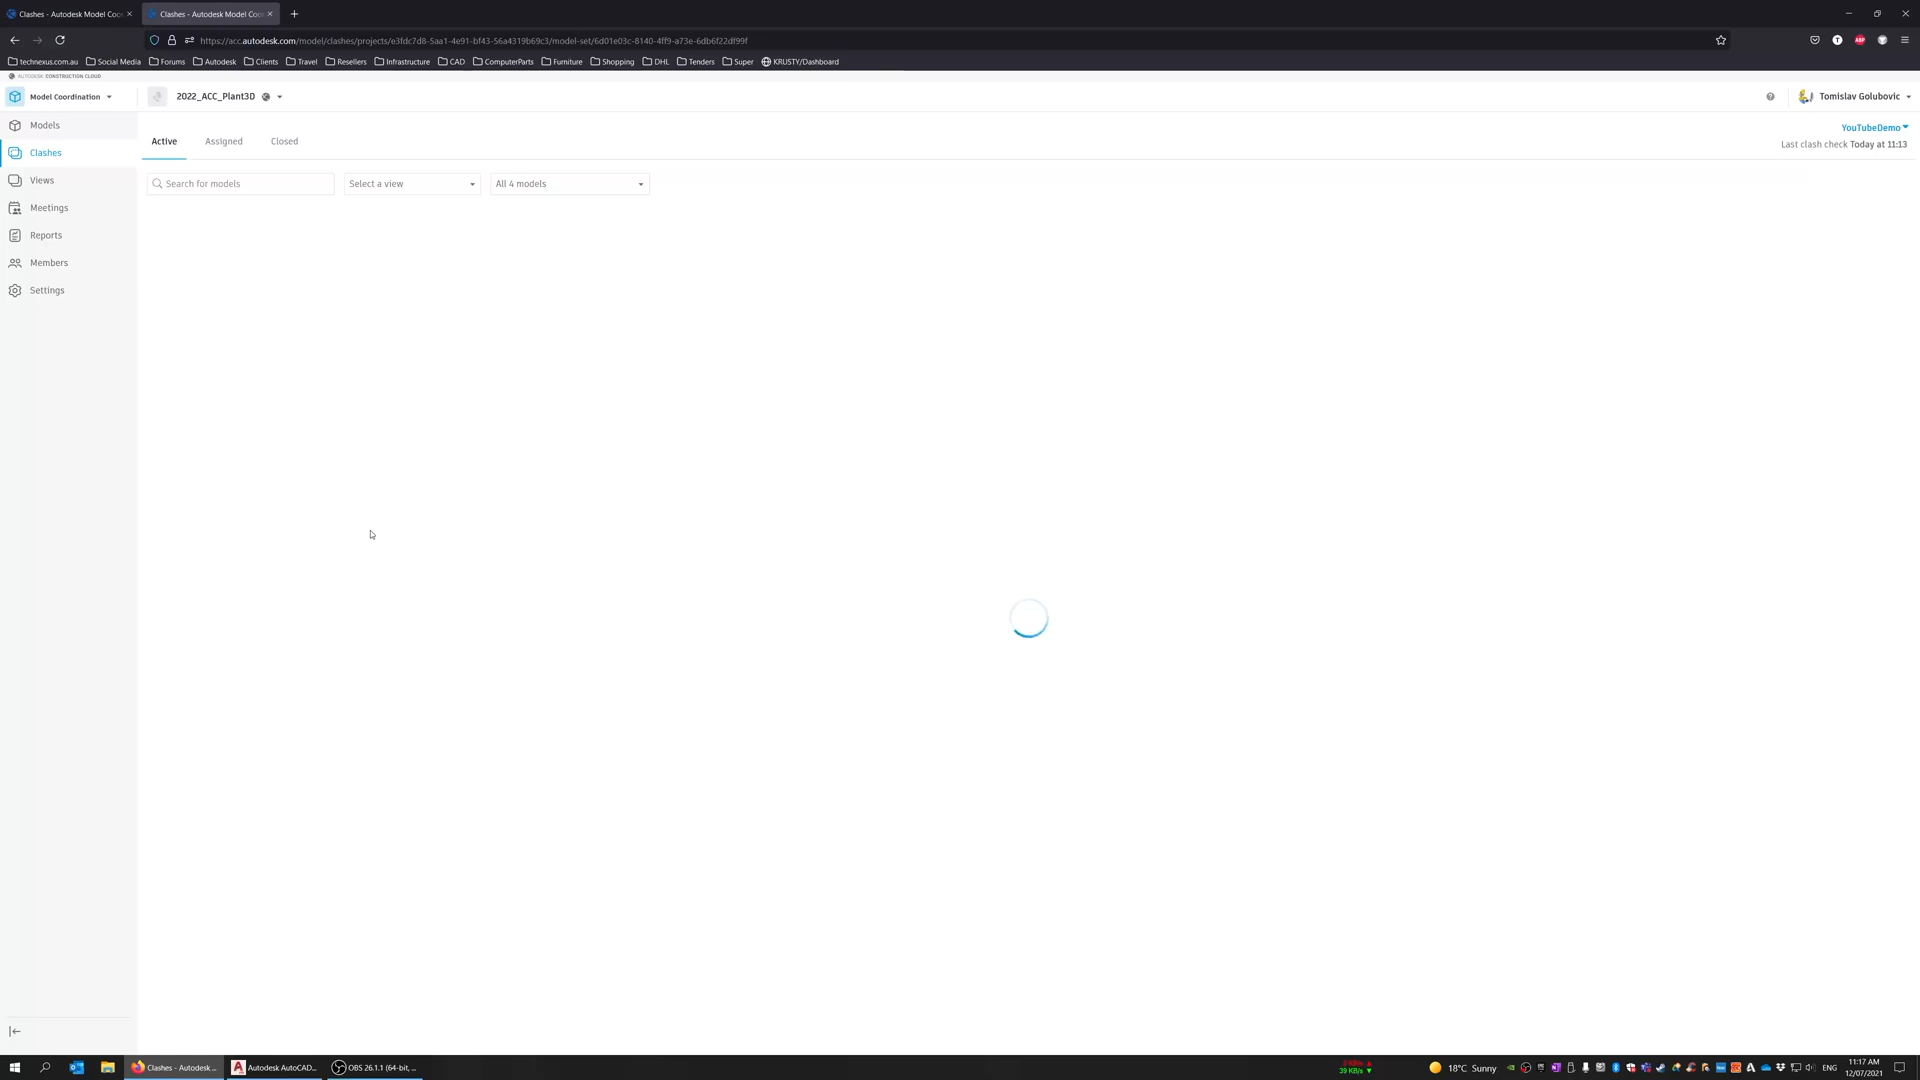 Clashes - Autodesk Model Coo
Clashes - Autodesk Model Coo
https://acc.autodesk.com/model/clashes/projects/e3fdc7d8-5aa1-4e91-bf43-56a4319b69c3/model-set/6d01e03c-8140-4ff9-a73e-6db6f22df99f
technexus.com.au Social Media Forums Autodesk Clients Travel Resellers Infrastructure CAD ComputerParts Furniture Shopping DHL Tenders Super KRUSTY/Dashboard
AUTODESK CONSTRUCTION CLOUD
Model Coordination
2022_ACC_Plant3D
Tomislav Golubovic
Models
Clashes
Views
Meetings
Reports
Members
Settings
Active Assigned Closed
YouTubeDemo
Last clash check Today at 11:13
Search for models
Select a view
All 4 models
Clashes - Autodesk ...
Autodesk AutoCAD...
OBS 26.1.1 (64-bit, ...
39 KB/s
18°C Sunny
ENG
11:17 AM
12/07/2021